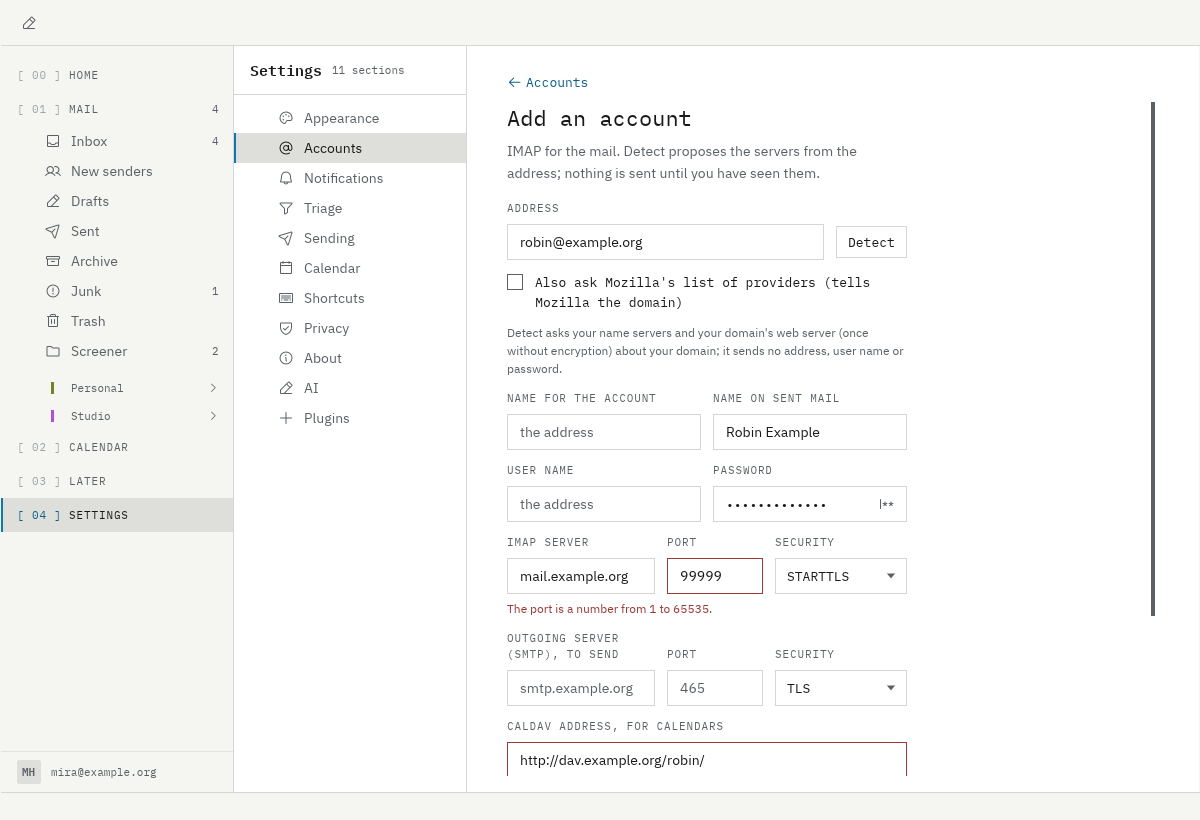 [ 00 ] HOME
[ 01 ] MAIL 4
Inbox 4
New senders
Drafts
Sent
Archive
Junk 1
Trash
Screener 2
Personal
Studio
[ 02 ] CALENDAR
[ 03 ] LATER
[ 04 ] SETTINGS
MH mira@example.org
Settings 11 sections
Appearance
Accounts
Notifications
Triage
Sending
Calendar
Shortcuts
Privacy
About
AI
Plugins
← Accounts
Add an account
IMAP for the mail. Detect proposes the servers from the
address; nothing is sent until you have seen them.
ADDRESS
robin@example.org Detect
Also ask Mozilla's list of providers (tells
Mozilla the domain)
Detect asks your name servers and your domain's web server (once
without encryption) about your domain; it sends no address, user name or
password.
NAME FOR THE ACCOUNT NAME ON SENT MAIL
the address Robin Example
USER NAME PASSWORD
the address ••••••••••••• |**
IMAP SERVER PORT SECURITY
mail.example.org 99999 STARTTLS
The port is a number from 1 to 65535.
OUTGOING SERVER
(SMTP), TO SEND PORT SECURITY
smtp.example.org 465 TLS
CALDAV ADDRESS, FOR CALENDARS
http://dav.example.org/robin/